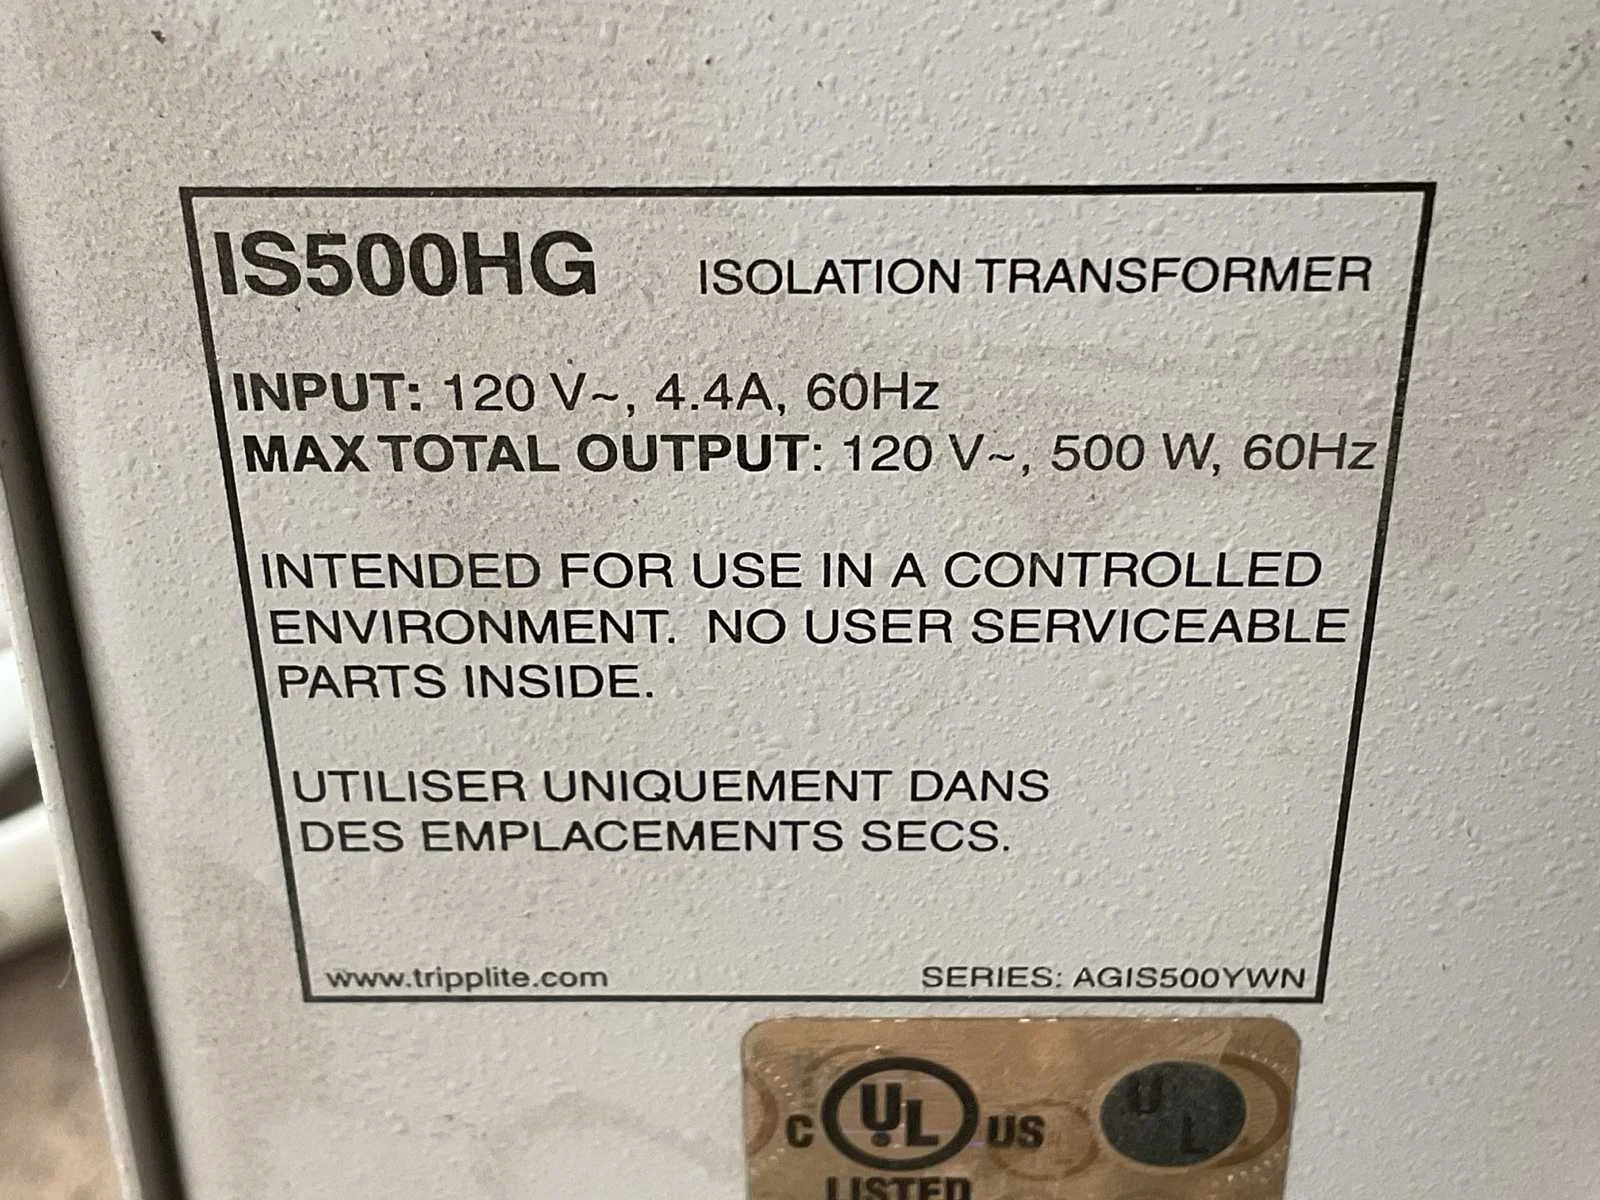 IS500HG ISOLATION TRANSFORMER
INPUT: 120 V~, 4.4A, 60Hz
MAX TOTAL OUTPUT: 120 V~, 500 W, 60Hz
INTENDED FOR USE IN A CONTROLLED
ENVIRONMENT. NO USER SERVICEABLE
PARTS INSIDE.
UTILISER UNIQUEMENT DANS
DES EMPLACEMENTS SECS.
www.tripplite.com SERIES: AGIS500YWN
C UL US UL
LISTED